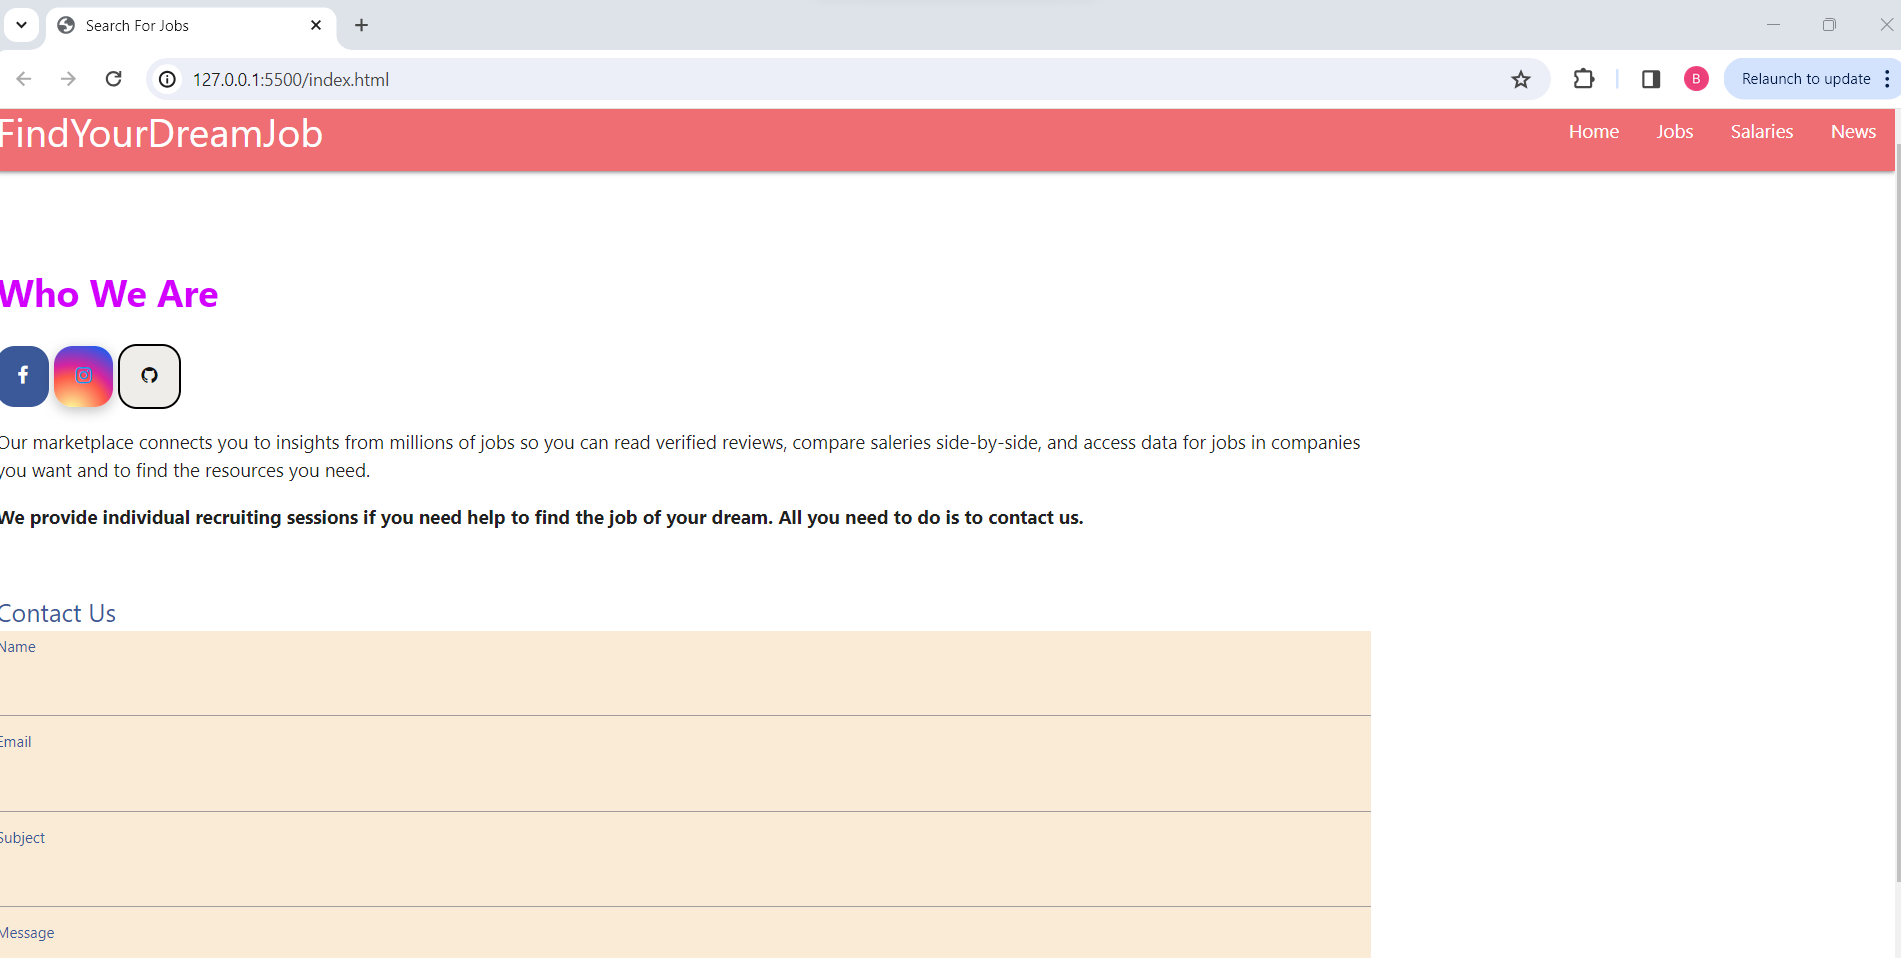 Search For Jobs
127.0.0.1:5500/index.html
B
Relaunch to update
FindYourDreamJob
Home
Jobs
Salaries
News
Who We Are
Our marketplace connects you to insights from millions of jobs so you can read verified reviews, compare saleries side-by-side, and access data for jobs in companies
you want and to find the resources you need.
We provide individual recruiting sessions if you need help to find the job of your dream. All you need to do is to contact us.
Contact Us
Name
Email
Subject
Message